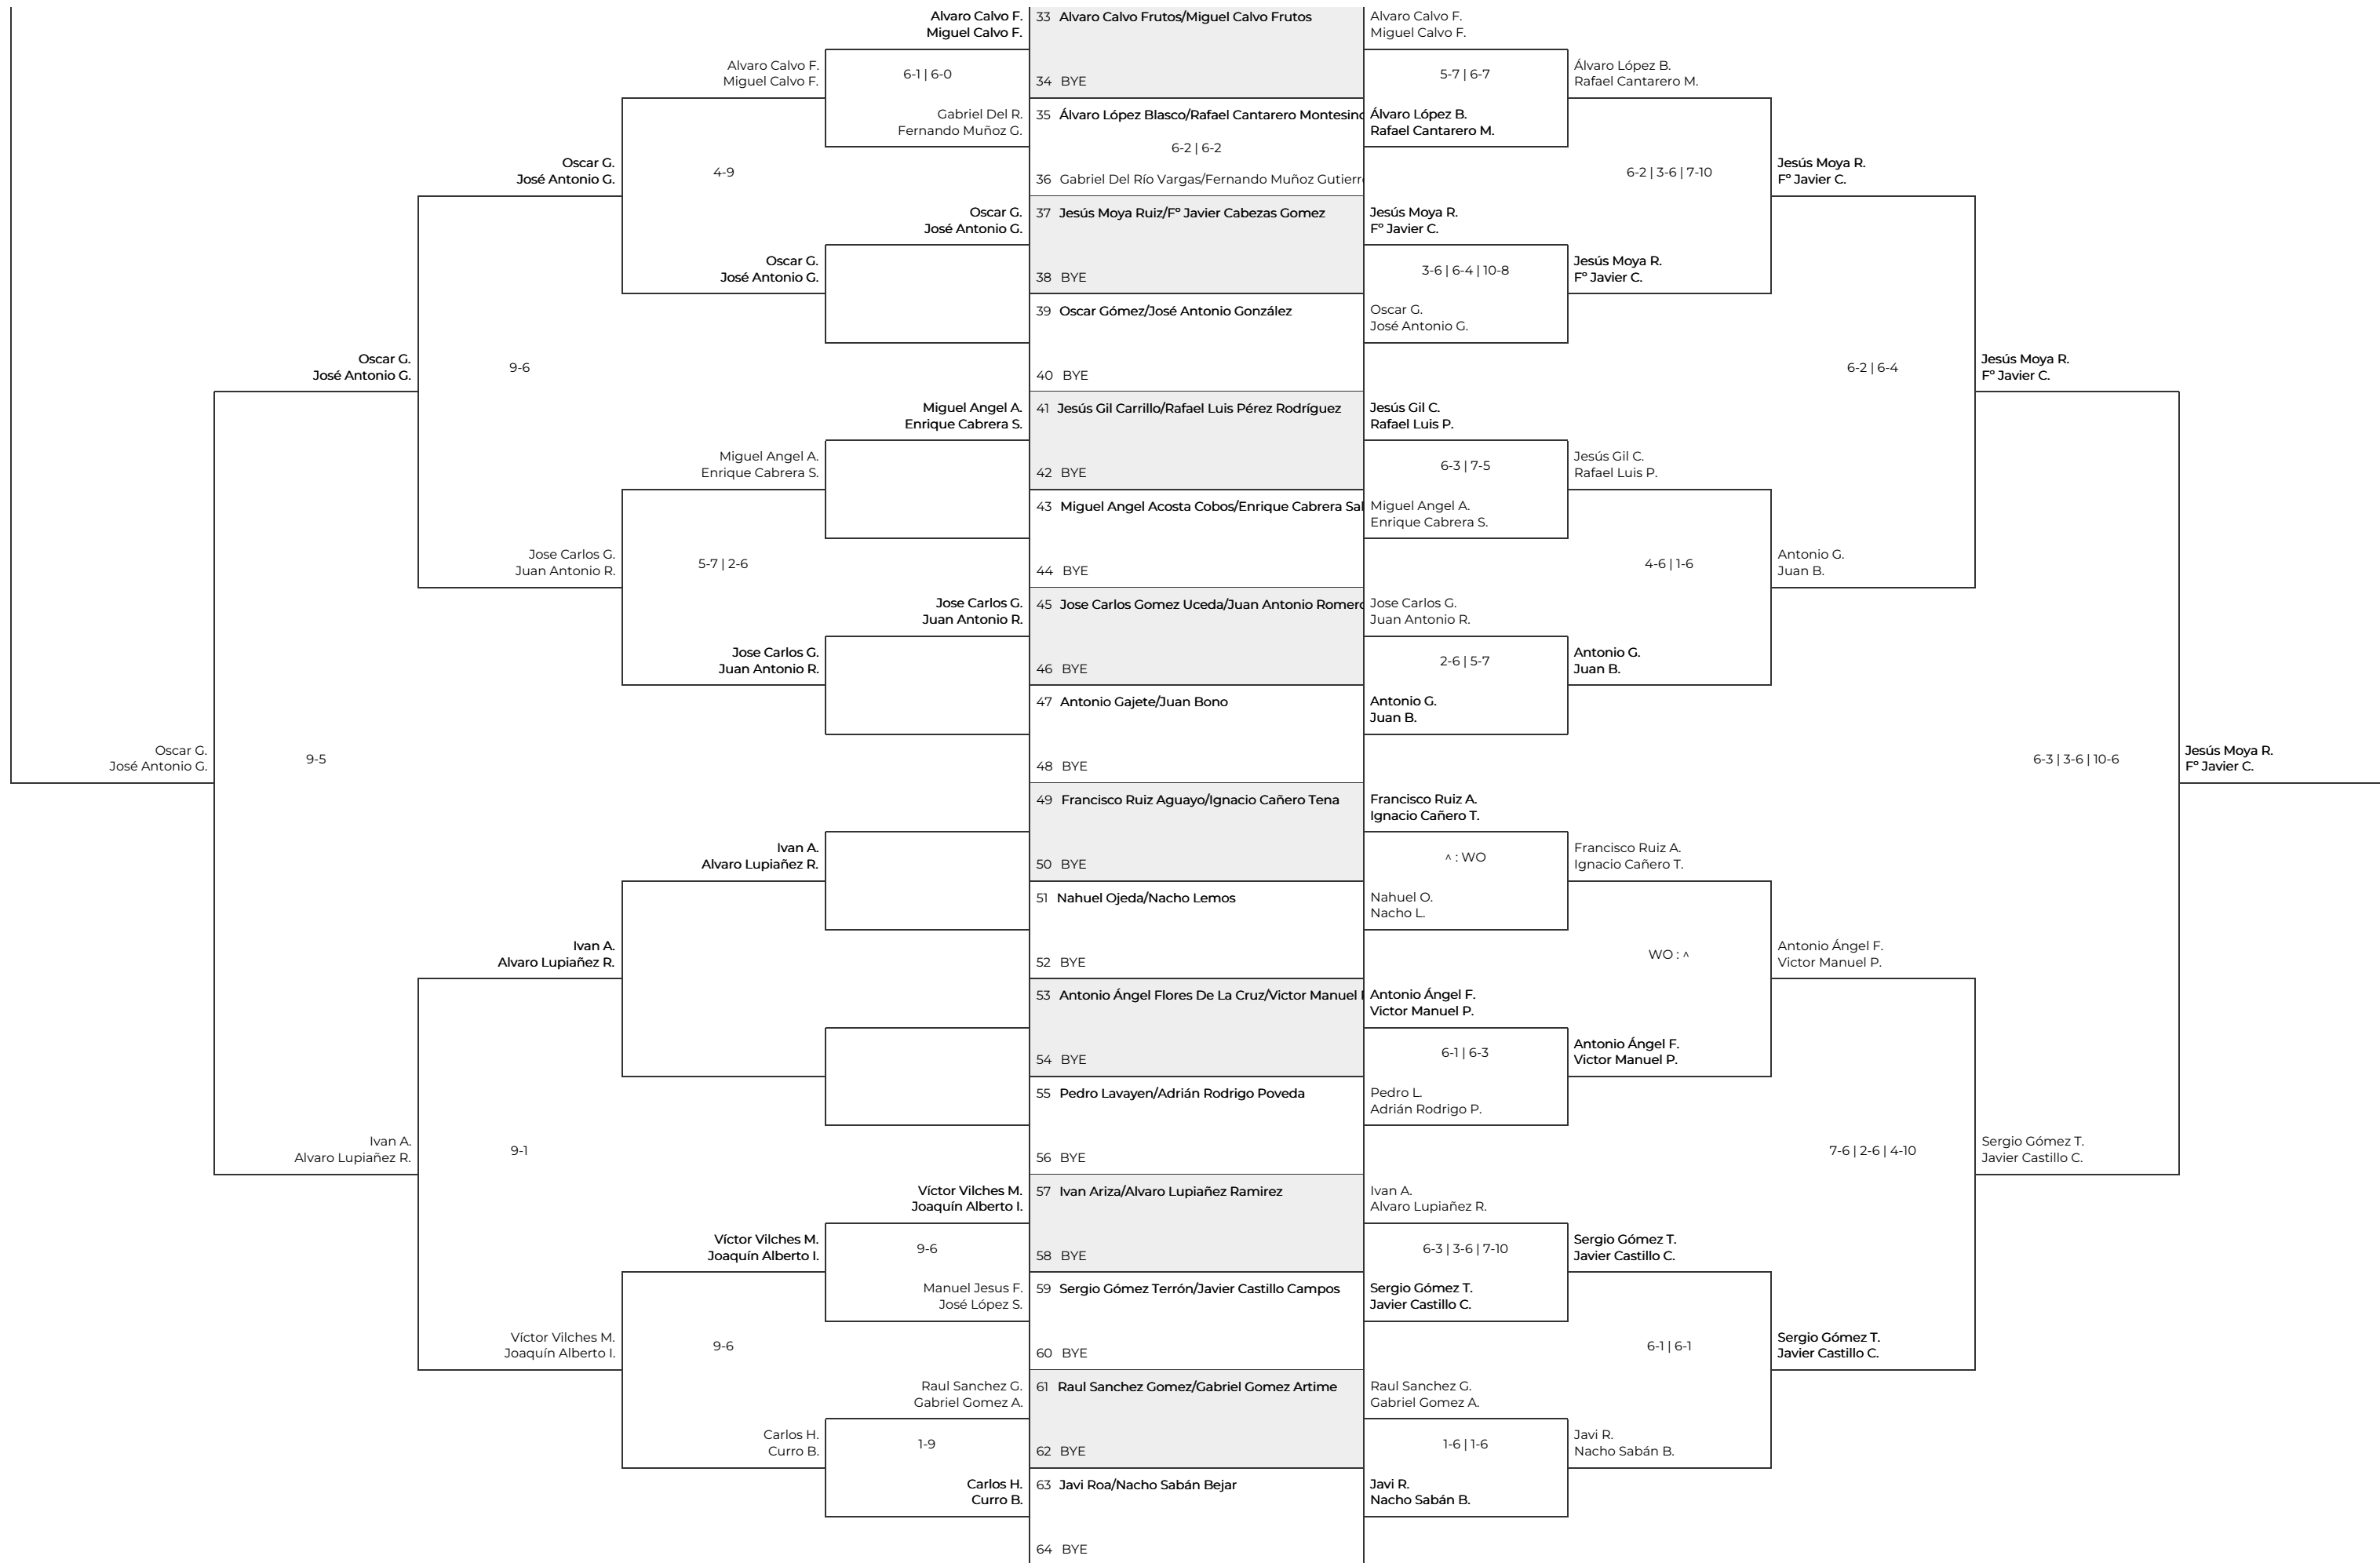 Alvaro Calvo F.
Miguel Calvo F.
33 Alvaro Calvo Frutos/Miguel Calvo Frutos
Alvaro Calvo F.
Miguel Calvo F.
Alvaro Calvo F.
Miguel Calvo F.
6-1 | 6-0
34 BYE
5-7 | 6-7
Álvaro López B.
Rafael Cantarero M.
Gabriel Del R.
Fernando Muñoz G.
35 Álvaro López Blasco/Rafael Cantarero Montesino
Álvaro López B.
Rafael Cantarero M.
6-2 | 6-2
Oscar G.
José Antonio G.
4-9
36 Gabriel Del Río Vargas/Fernando Muñoz Gutierr
6-2 | 3-6 | 7-10
Jesús Moya R.
Fº Javier C.
Oscar G.
José Antonio G.
37 Jesús Moya Ruiz/Fº Javier Cabezas Gomez
Jesús Moya R.
Fº Javier C.
Oscar G.
José Antonio G.
38 BYE
3-6 | 6-4 | 10-8
Jesús Moya R.
Fº Javier C.
39 Oscar Gómez/José Antonio González
Oscar G.
José Antonio G.
Oscar G.
José Antonio G.
9-6
40 BYE
6-2 | 6-4
Jesús Moya R.
Fº Javier C.
Miguel Angel A.
Enrique Cabrera S.
41 Jesús Gil Carrillo/Rafael Luis Pérez Rodríguez
Jesús Gil C.
Rafael Luis P.
Miguel Angel A.
Enrique Cabrera S.
42 BYE
6-3 | 7-5
Jesús Gil C.
Rafael Luis P.
43 Miguel Angel Acosta Cobos/Enrique Cabrera Sal
Miguel Angel A.
Enrique Cabrera S.
Jose Carlos G.
Juan Antonio R.
5-7 | 2-6
44 BYE
4-6 | 1-6
Antonio G.
Juan B.
Jose Carlos G.
Juan Antonio R.
45 Jose Carlos Gomez Uceda/Juan Antonio Romero
Jose Carlos G.
Juan Antonio R.
Jose Carlos G.
Juan Antonio R.
46 BYE
2-6 | 5-7
Antonio G.
Juan B.
47 Antonio Gajete/Juan Bono
Antonio G.
Juan B.
Oscar G.
José Antonio G.
9-5
48 BYE
6-3 | 3-6 | 10-6
Jesús Moya R.
Fº Javier C.
49 Francisco Ruiz Aguayo/Ignacio Cañero Tena
Francisco Ruiz A.
Ignacio Cañero T.
Ivan A.
Alvaro Lupiañez R.
50 BYE
^ : WO
Francisco Ruiz A.
Ignacio Cañero T.
51 Nahuel Ojeda/Nacho Lemos
Nahuel O.
Nacho L.
Ivan A.
Alvaro Lupiañez R.
52 BYE
WO : ^
Antonio Ángel F.
Victor Manuel P.
53 Antonio Ángel Flores De La Cruz/Victor Manuel
Antonio Ángel F.
Victor Manuel P.
54 BYE
6-1 | 6-3
Antonio Ángel F.
Victor Manuel P.
55 Pedro Lavayen/Adrián Rodrigo Poveda
Pedro L.
Adrián Rodrigo P.
Ivan A.
Alvaro Lupiañez R.
9-1
56 BYE
7-6 | 2-6 | 4-10
Sergio Gómez T.
Javier Castillo C.
Víctor Vilches M.
Joaquín Alberto I.
57 Ivan Ariza/Alvaro Lupiañez Ramirez
Ivan A.
Alvaro Lupiañez R.
Víctor Vilches M.
Joaquín Alberto I.
9-6
58 BYE
6-3 | 3-6 | 7-10
Sergio Gómez T.
Javier Castillo C.
Manuel Jesus F.
José López S.
59 Sergio Gómez Terrón/Javier Castillo Campos
Sergio Gómez T.
Javier Castillo C.
Víctor Vilches M.
Joaquín Alberto I.
9-6
60 BYE
6-1 | 6-1
Sergio Gómez T.
Javier Castillo C.
Raul Sanchez G.
Gabriel Gomez A.
61 Raul Sanchez Gomez/Gabriel Gomez Artime
Raul Sanchez G.
Gabriel Gomez A.
Carlos H.
Curro B.
1-9
62 BYE
1-6 | 1-6
Javi R.
Nacho Sabán B.
Carlos H.
Curro B.
63 Javi Roa/Nacho Sabán Bejar
Javi R.
Nacho Sabán B.
64 BYE